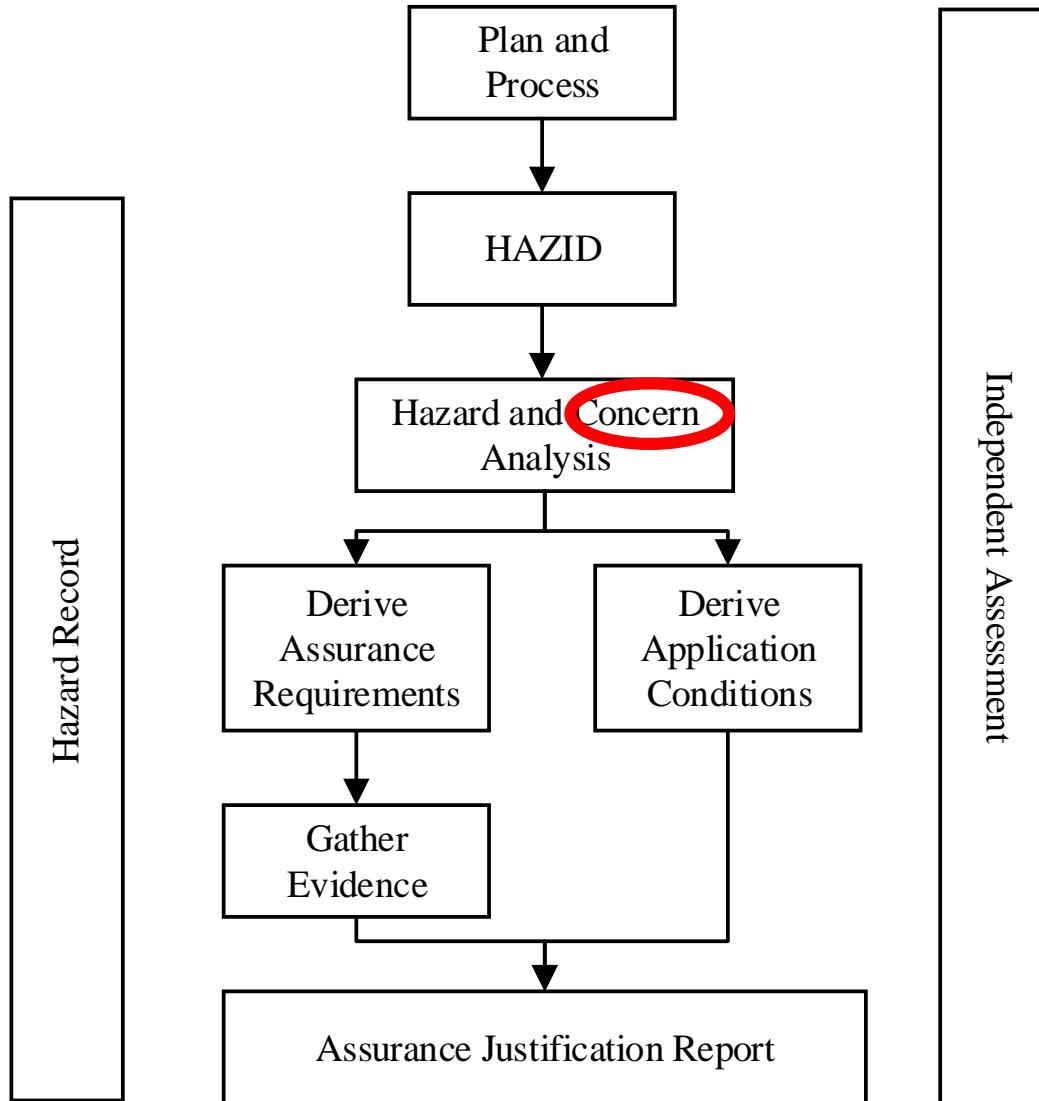 Plan and
Process
HAZID
Hazard and Concern
Analysis
Derive
Assurance
Requirements
Derive
Application
Conditions
Gather
Evidence
Assurance Justification Report
Hazard Record
Independent Assessment